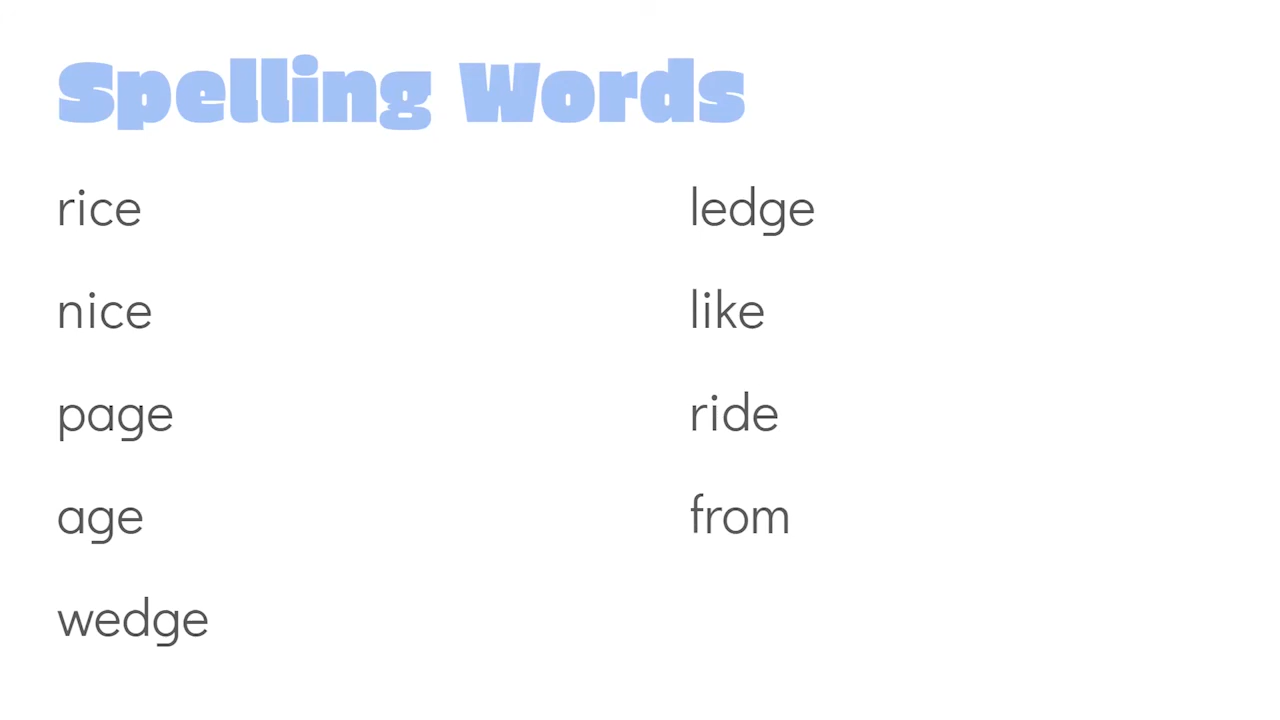 Spelling Words
rice
nice
page
age
wedge
ledge
like
ride
from